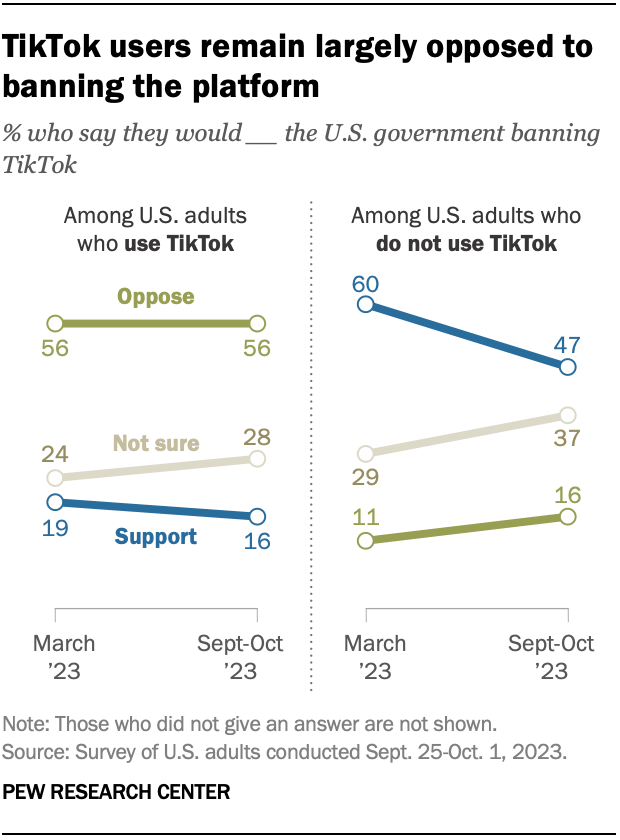 TikTok users remain largely opposed to
banning the platform
% who say they would __ the U.S. government banning
TikTok
Among U.S. adults
who use TikTok
Oppose
56
56
24
Not sure
28
19
Support
16
March
’23
Sept-Oct
’23
Among U.S. adults who
do not use TikTok
60
47
29
37
11
16
March
’23
Sept-Oct
’23
Note: Those who did not give an answer are not shown.
Source: Survey of U.S. adults conducted Sept. 25-Oct. 1, 2023.
PEW RESEARCH CENTER